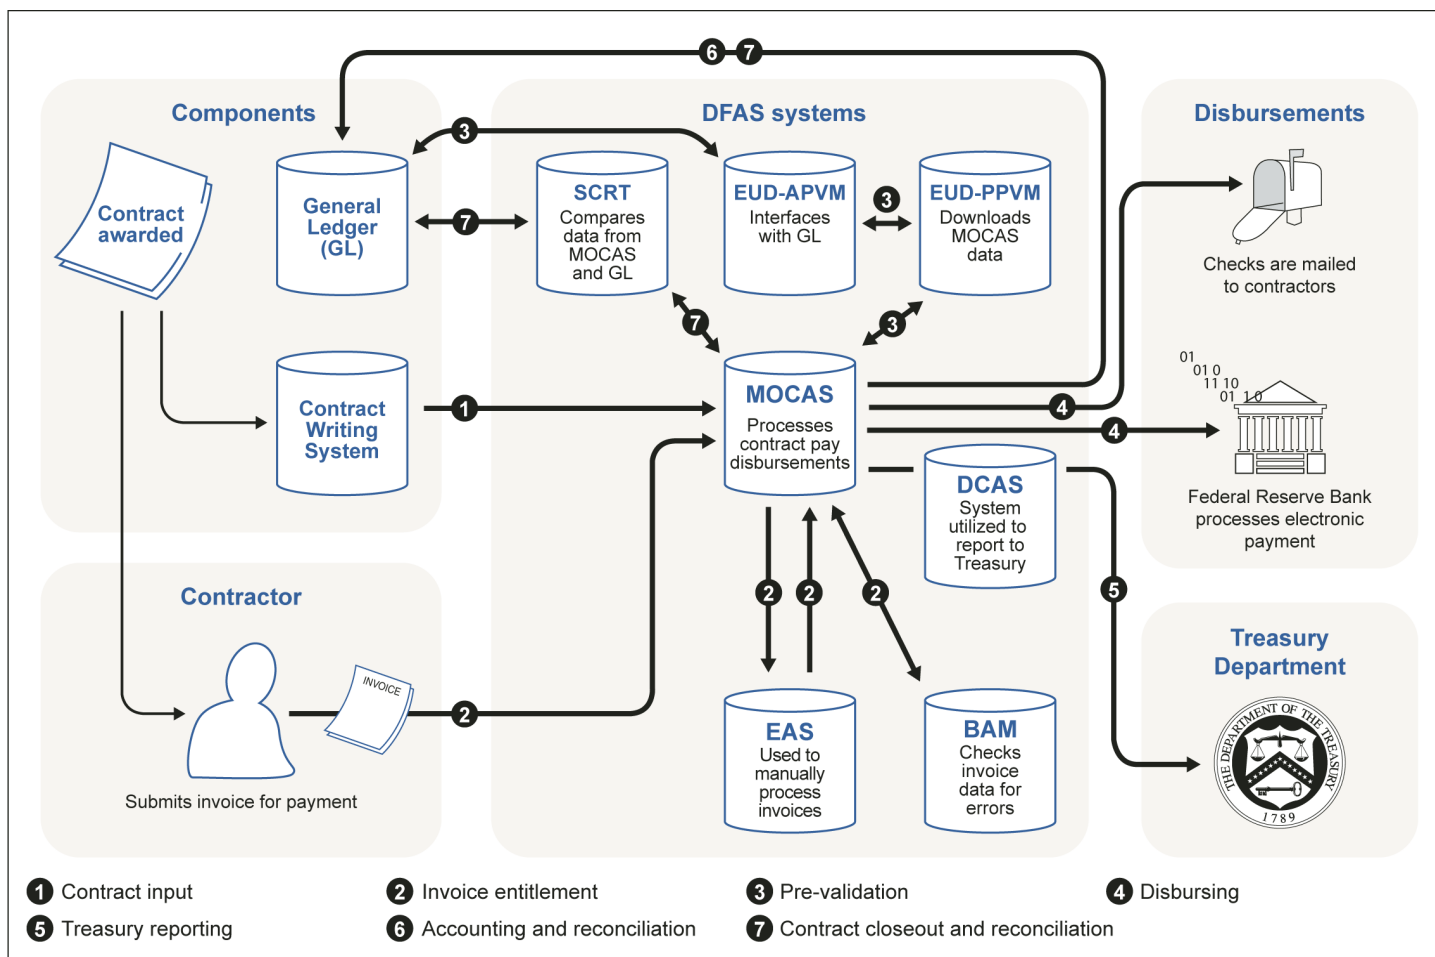 6 7
Components
DFAS systems
Disbursements
3
Contract
awarded
General
Ledger
(GL)
7
SCRT
Compares
data from
MOCAS
and GL
EUD-APVM
Interfaces
with GL
3
EUD-PPVM
Downloads
MOCAS
data
Checks are mailed
to contractors
7
3
Contract
Writing
System
1
MOCAS
Processes
contract pay
disbursements
4
4
01
01 0
11 10
01 1 0
Federal Reserve Bank
processes electronic
payment
DCAS
System
utilized to
report to
Treasury
2
2
2
5
Contractor
INVOICE
2
Submits invoice for payment
EAS
Used to
manually
process
invoices
BAM
Checks
invoice
data for
errors
Treasury
Department
THE DEPARTMENT OF THE TREASURY
1789
1 Contract input
2 Invoice entitlement
3 Pre-validation
4 Disbursing
5 Treasury reporting
6 Accounting and reconciliation
7 Contract closeout and reconciliation